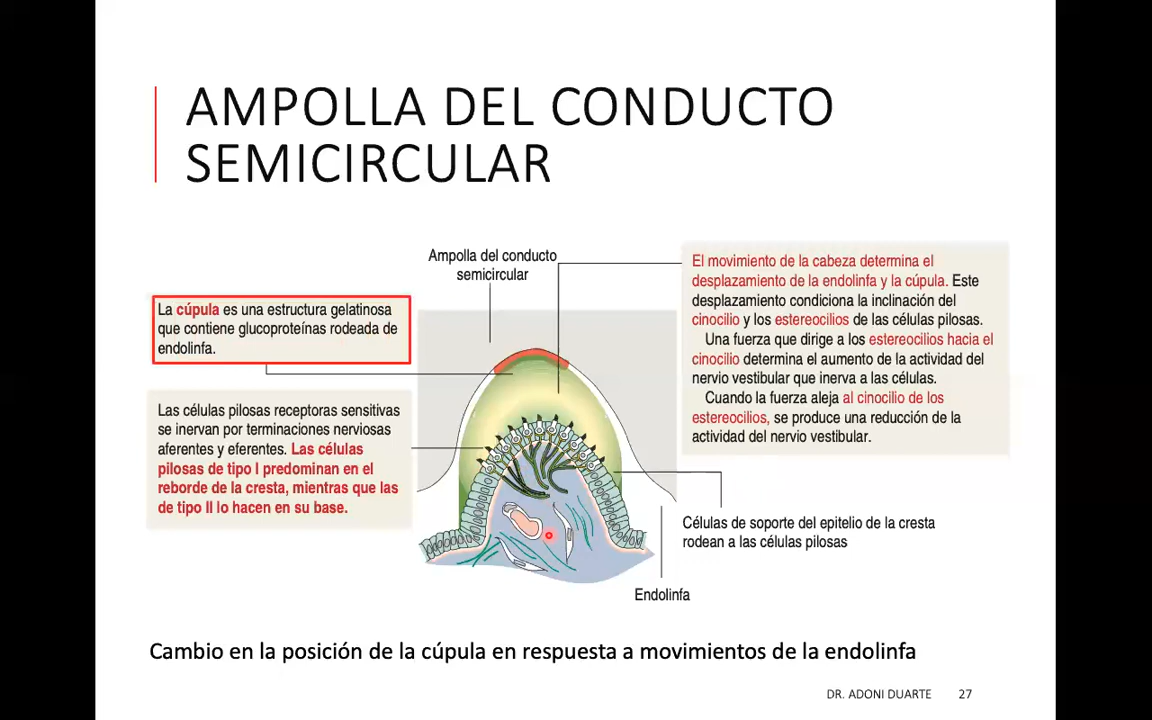 AMPOLLA DEL CONDUCTO
SEMICIRCULAR
Ampolla del conducto
semicircular
La cúpula es una estructura gelatinosa
que contiene glucoproteínas rodeada de
endolinfa.
Las células pilosas receptoras sensitivas
se inervan por terminaciones nerviosas
aferentes y eferentes. Las células
pilosas de tipo I predominan en el
reborde de la cresta, mientras que las
de tipo II lo hacen en su base.
El movimiento de la cabeza determina el
desplazamiento de la endolinfa y la cúpula. Este
desplazamiento condiciona la inclinación del
cinocilio y los estereocilios de las células pilosas.
Una fuerza que dirige a los estereocilios hacia el
cinocilio determina el aumento de la actividad del
nervio vestibular que inerva a las células.
Cuando la fuerza aleja al cinocilio de los
estereocilios, se produce una reducción de la
actividad del nervio vestibular.
Células de soporte del epitelio de la cresta
rodean a las células pilosas
Endolinfa
Cambio en la posición de la cúpula en respuesta a movimientos de la endolinfa
DR. ADONI DUARTE 27